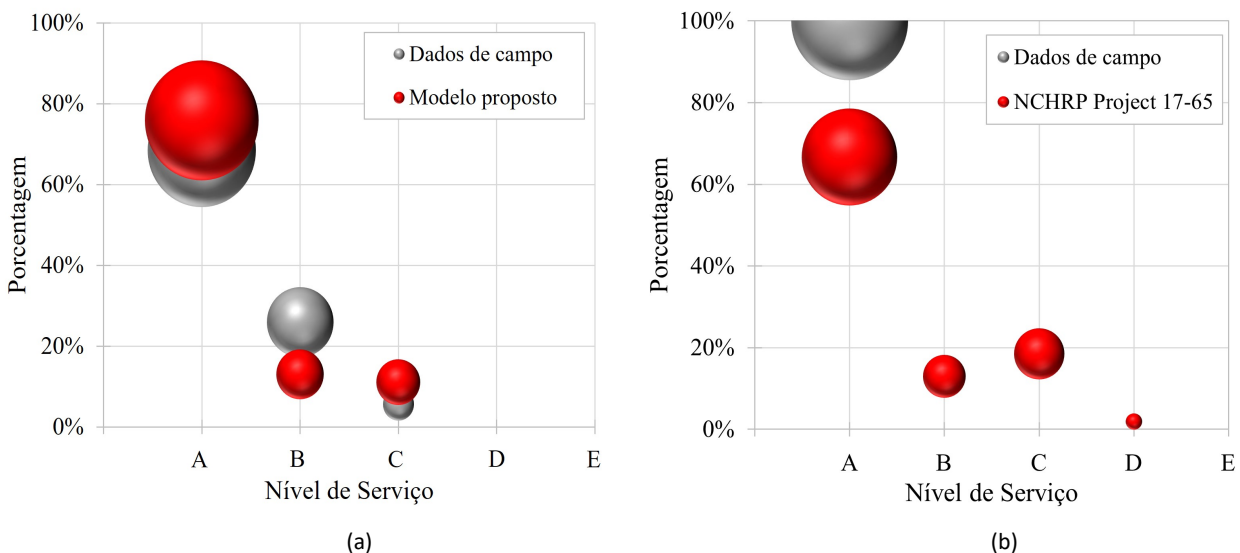 100%
80%
60%
40%
20%
0%
Porcentagem
Dados de campo
Modelo proposto
A B C D E
Nível de Serviço
(a)
100%
80%
60%
40%
20%
0%
Porcentagem
Dados de campo
NCHRP Project 17-65
A B C D E
Nível de Serviço
(b)